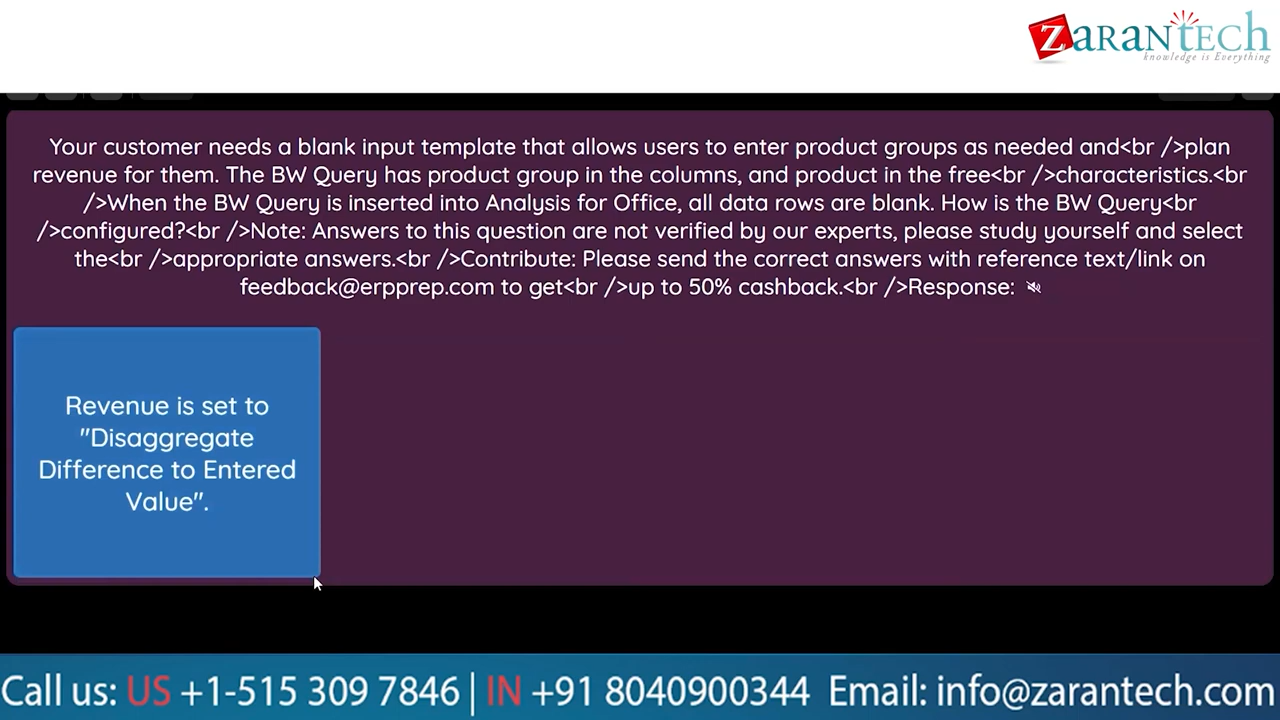 ZARANTECH
knowledge is Everything
Your customer needs a blank input template that allows users to enter product groups as needed and<br />plan
revenue for them. The BW Query has product group in the columns, and product in the free<br />characteristics.<br
/>When the BW Query is inserted into Analysis for Office, all data rows are blank. How is the BW Query<br
/>configured?<br />Note: Answers to this question are not verified by our experts, please study yourself and select
the<br />appropriate answers.<br />Contribute: Please send the correct answers with reference text/link on
feedback@erpprep.com to get<br />up to 50% cashback.<br />Response:
Revenue is set to
"Disaggregate
Difference to Entered
Value".
Call us: US +1-515 309 7846 | IN +91 8040900344 Email: info@zarantech.com